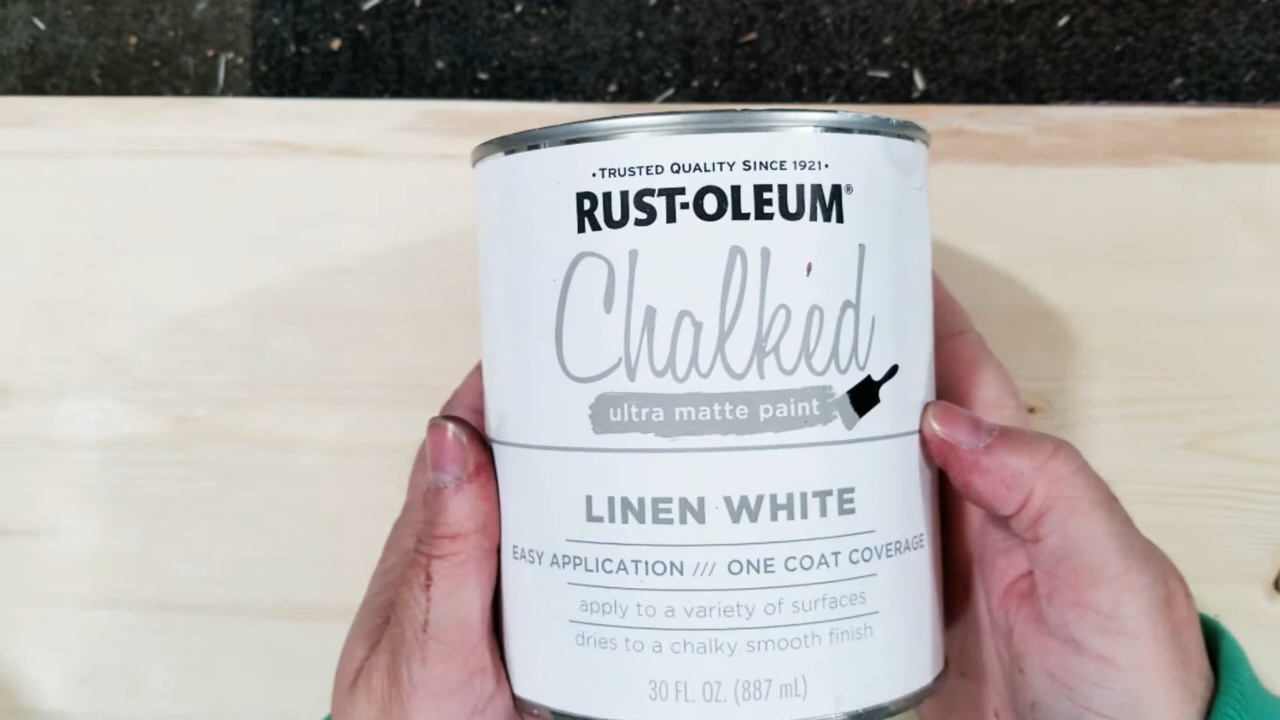 •TRUSTED QUALITY SINCE 1921•
RUST-OLEUM®
Chalked
ultra matte paint
LINEN WHITE
EASY APPLICATION /// ONE COAT COVERAGE
apply to a variety of surfaces
dries to a chalky smooth finish
30 FL. OZ. (887 mL)